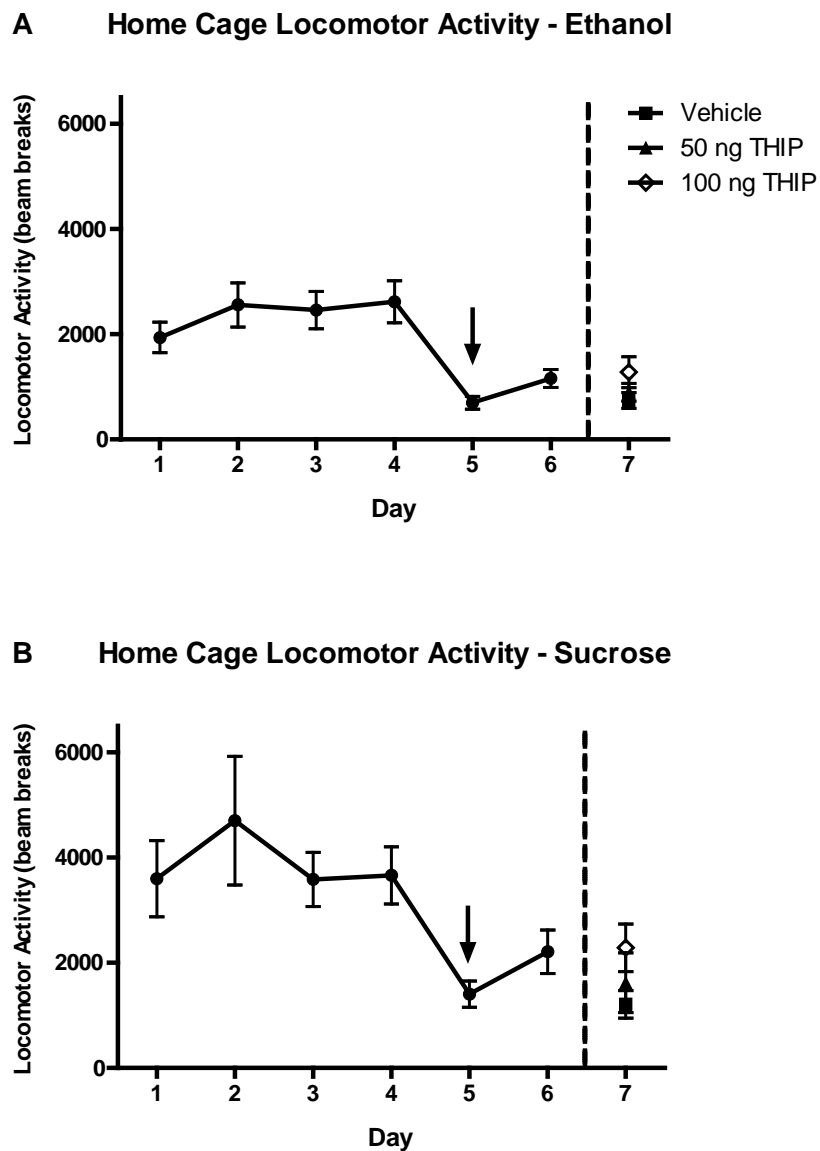 A
Home Cage Locomotor Activity - Ethanol
Locomotor Activity (beam breaks)
6000
4000
2000
0
1 2 3 4 5 6 7
Day
Vehicle
50 ng THIP
100 ng THIP
B
Home Cage Locomotor Activity - Sucrose
Locomotor Activity (beam breaks)
6000
4000
2000
0
1 2 3 4 5 6 7
Day